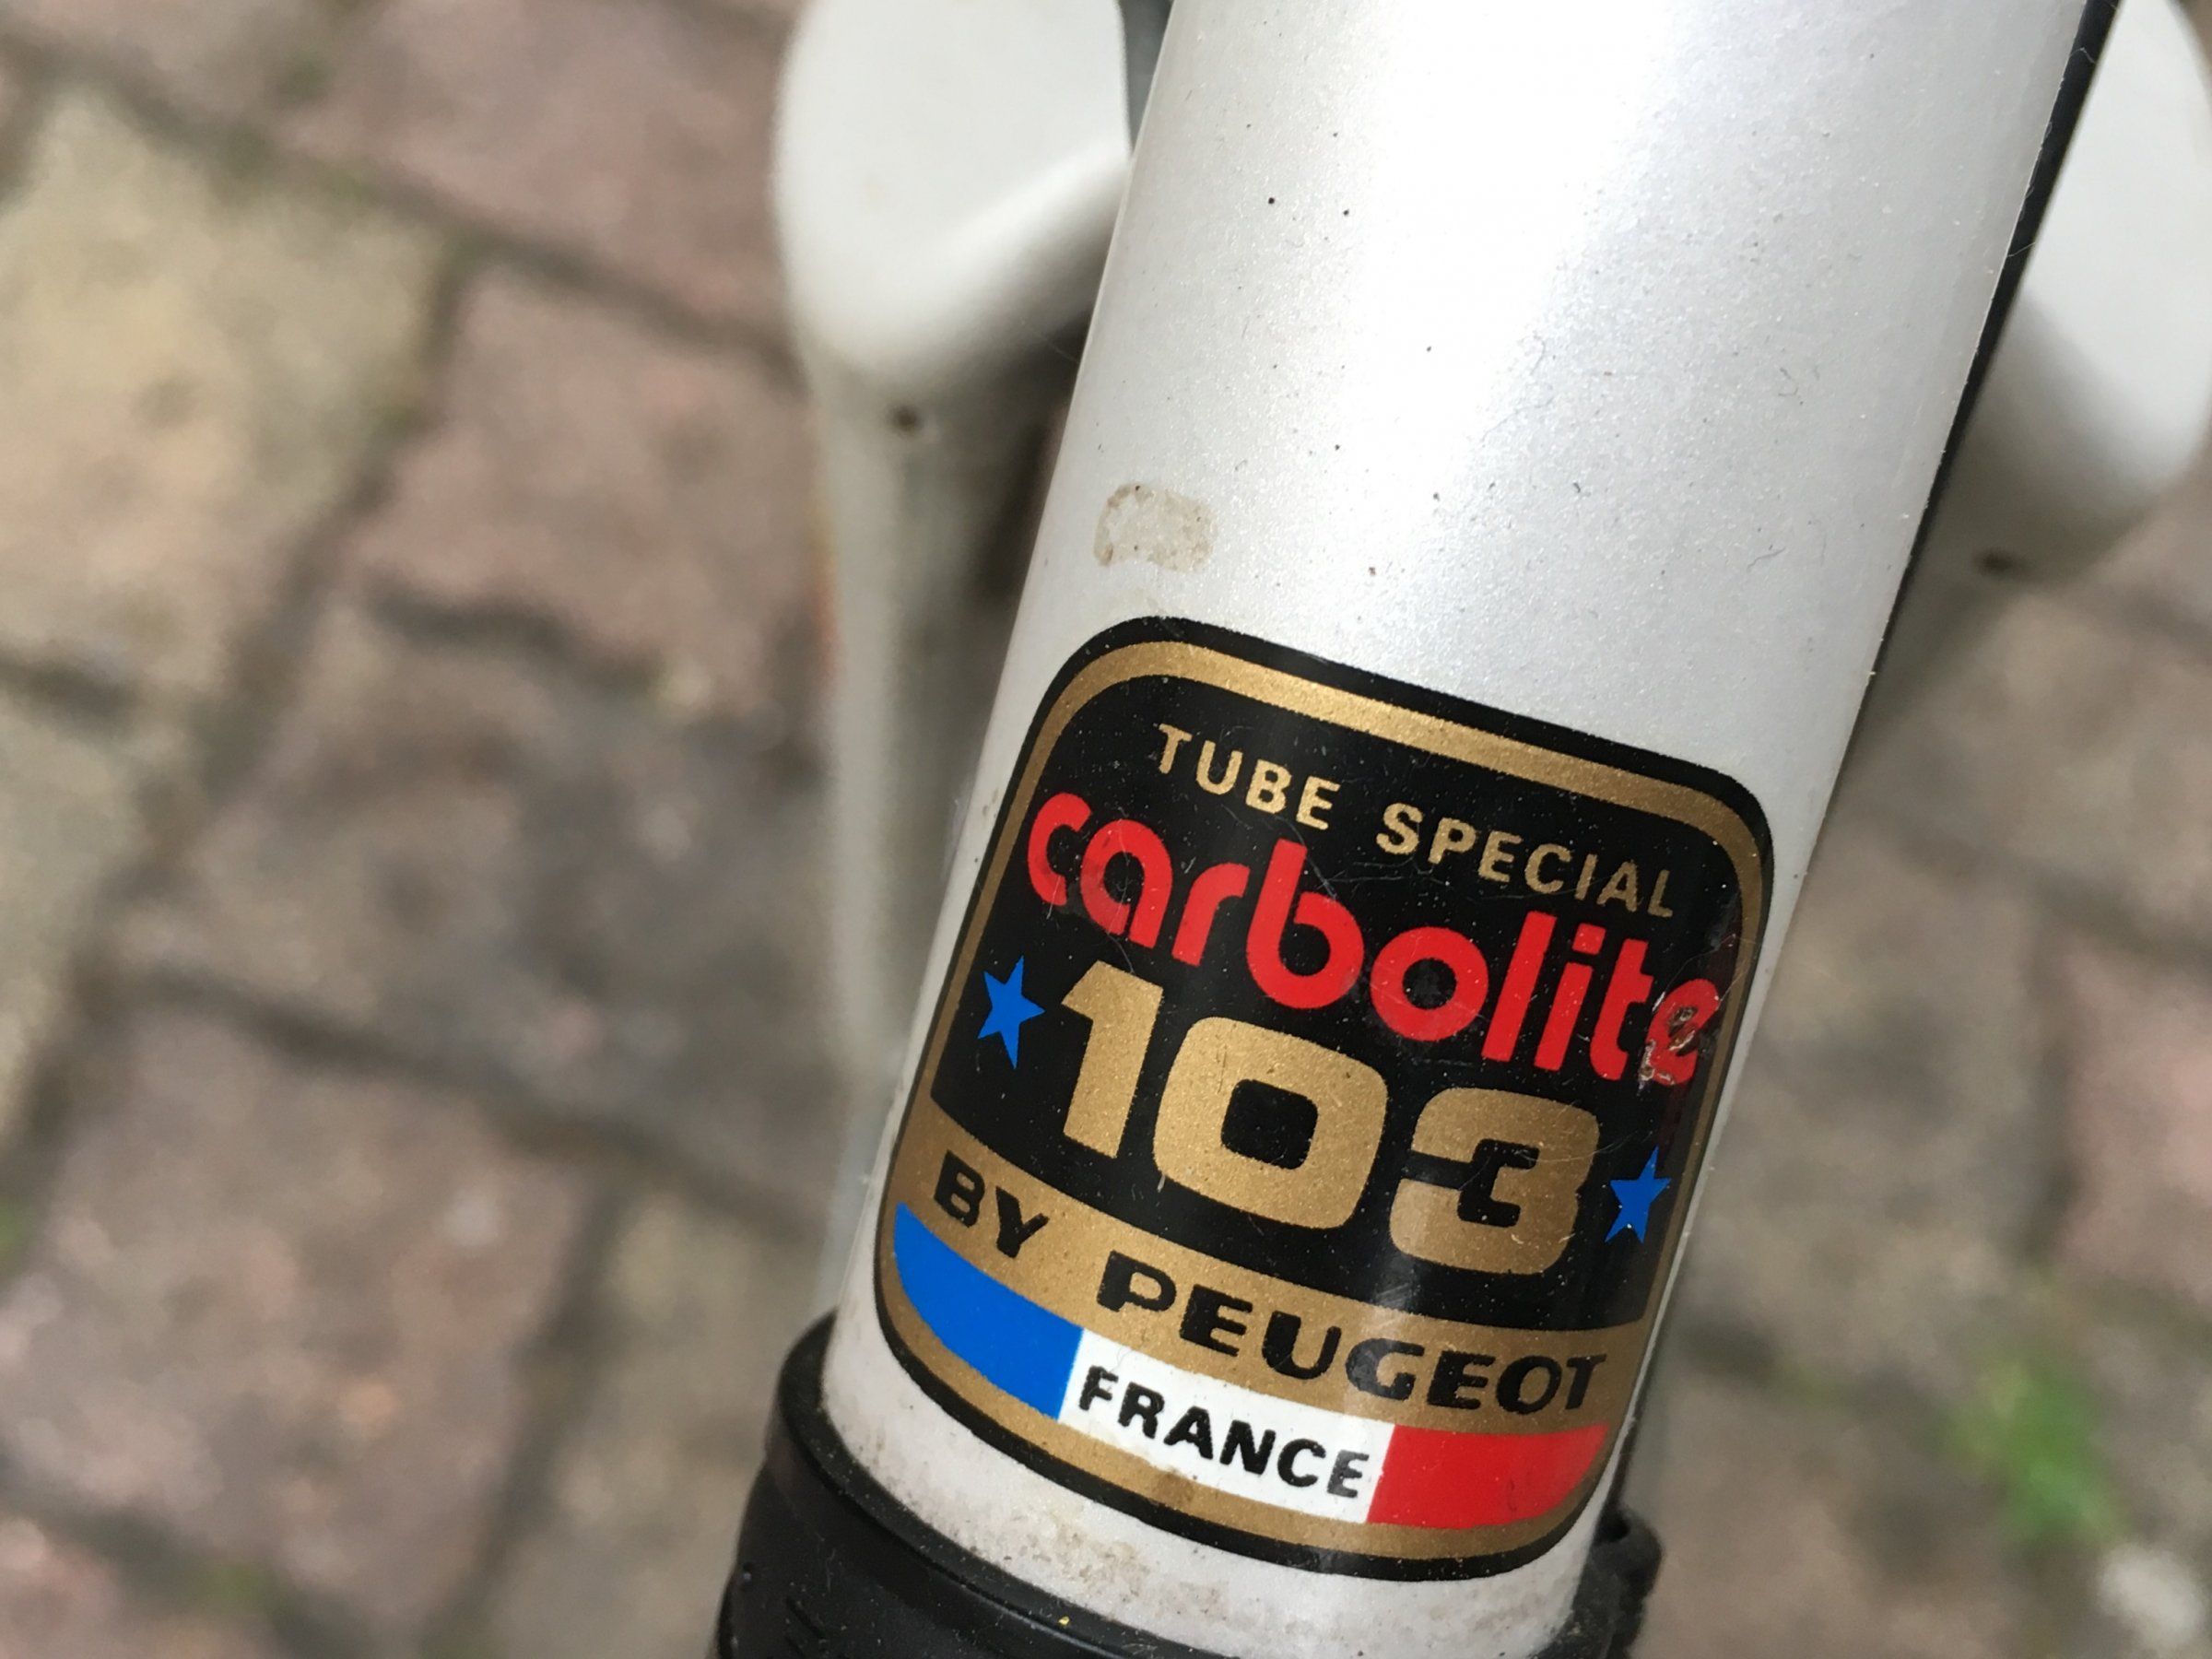 TUBE SPECIAL
carbolite
103
BY PEUGEOT
FRANCE